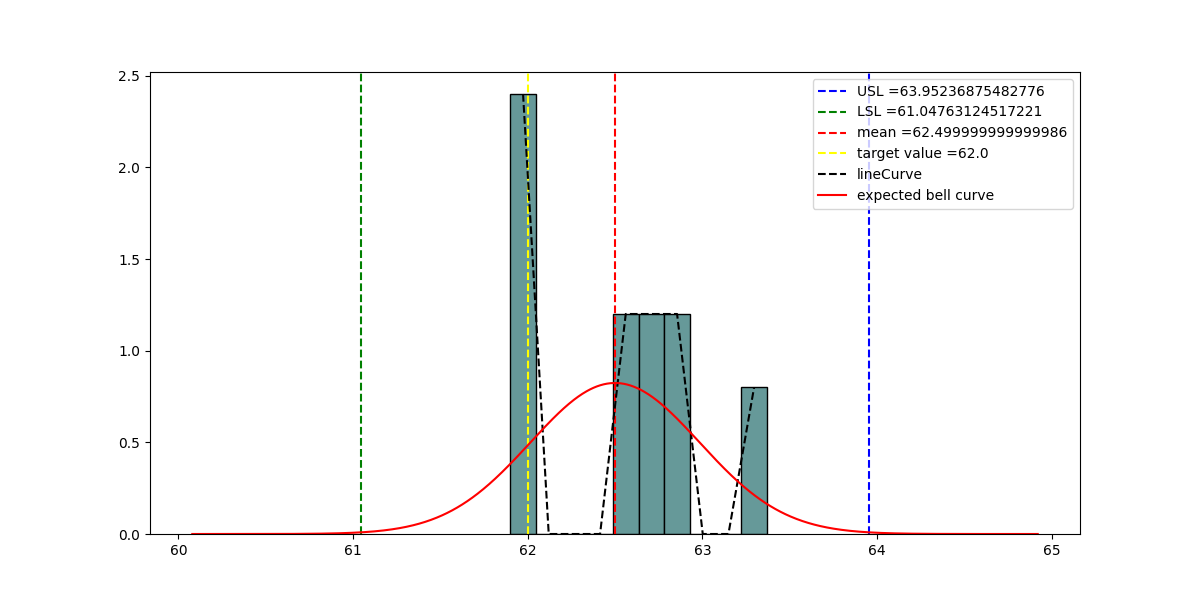 USL =63.95236875482776
LSL =61.04763124517221
mean =62.499999999999986
target value =62.0
lineCurve
expected bell curve
2.5
2.0
1.5
1.0
0.5
0.0
60 61 62 63 64 65